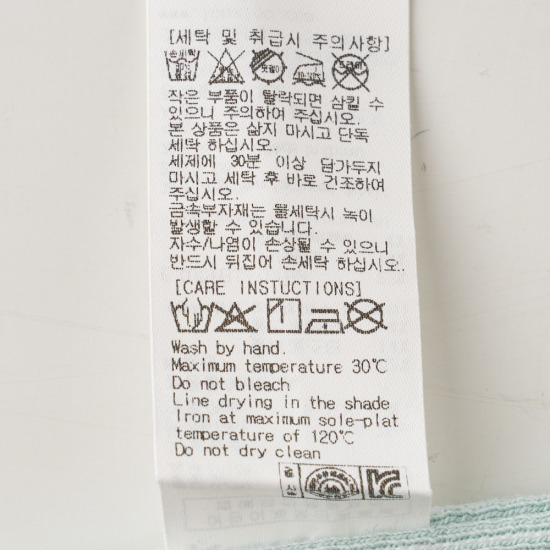 [세탁 및 취급시 주의사항]
작은 부품이 탈락되면 삼킬 수
있으니 주의하여 주십시오.
본 상품은 삶지 마시고 단독
세탁 하십시오.
세제에 30분 이상 담가두지
마시고 세탁 후 바로 건조하여
주십시오.
금속부자재는 물세탁시 녹이
발생할 수 있습니다.
자수/나염이 손상될 수 있으니
반드시 뒤집어 손세탁 하십시오.
[CARE INSTUCTIONS]
Wash by hand.
Maximum temperature 30℃
Do not bleach
Line drying in the shade
Iron at maximum sole-plat
temperature of 120℃
Do not dry clean